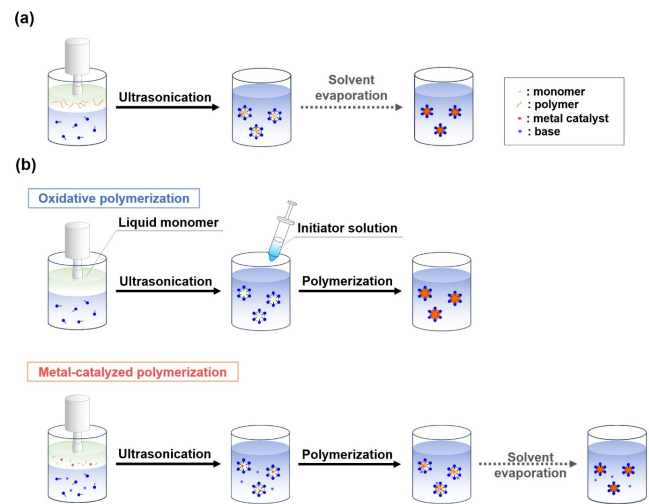 (a)
Ultrasonication
Solvent
evaporation
: monomer
: polymer
: metal catalyst
: base
(b)
Oxidative polymerization
Liquid monomer
Initiator solution
Ultrasonication
Polymerization
Metal-catalyzed polymerization
Ultrasonication
Polymerization
Solvent
evaporation